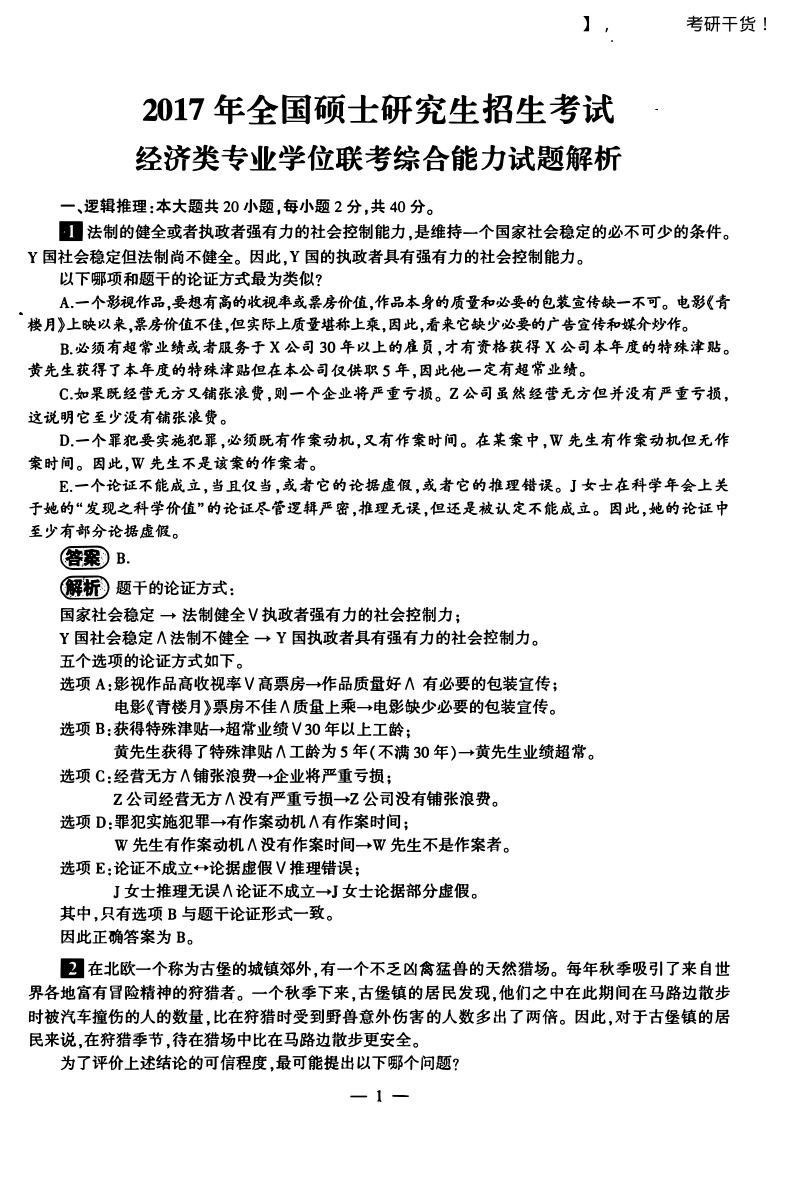 】， 考研干货！
2017 年全国硕士研究生招生考试
经济类专业学位联考综合能力试题解析
一、逻辑推理:本大题共 20 小题,每小题 2 分,共 40 分。
1 法制的健全或者执政者强有力的社会控制能力,是维持一个国家社会稳定的必不可少的条件。
Y 国社会稳定但法制尚不健全。因此,Y 国的执政者具有强有力的社会控制能力。
以下哪项和题干的论证方式最为类似?
A.一个影视作品,要想有高的收视率或票房价值,作品本身的质量和必要的包装宣传缺一不可。电影《青
楼月》上映以来,票房价值不佳,但实际上质量堪称上乘,因此,看来它缺少必要的广告宣传和媒介炒作。
B.必须有超常业绩或者服务于 X 公司 30 年以上的雇员,才有资格获得 X 公司本年度的特殊津贴。
黄先生获得了本年度的特殊津贴但在本公司仅供职 5 年,因此他一定有超常业绩。
C.如果既经营无方又铺张浪费,则一个企业将严重亏损。Z 公司虽然经营无方但并没有严重亏损,
这说明它至少没有铺张浪费。
D.一个罪犯要实施犯罪,必须既有作案动机,又有作案时间。在某案中,W 先生有作案动机但无作
案时间。因此,W 先生不是该案的作案者。
E.一个论证不能成立,当且仅当,或者它的论据虚假,或者它的推理错误。J 女士在科学年会上关
于她的“发现之科学价值”的论证尽管逻辑严密,推理无误,但还是被认定不能成立。因此,她的论证中
至少有部分论据虚假。
答案 B.
解析 题干的论证方式:
国家社会稳定 → 法制健全∨执政者强有力的社会控制力;
Y 国社会稳定∧法制不健全 → Y 国执政者具有强有力的社会控制力。
五个选项的论证方式如下。
选项 A:影视作品高收视率∨高票房→作品质量好∧ 有必要的包装宣传;
电影《青楼月》票房不佳∧质量上乘→电影缺少必要的包装宣传。
选项 B:获得特殊津贴→超常业绩∨30 年以上工龄;
黄先生获得了特殊津贴∧工龄为 5 年(不满 30 年)→黄先生业绩超常。
选项 C:经营无方∧铺张浪费→企业将严重亏损;
Z 公司经营无方∧没有严重亏损→Z 公司没有铺张浪费。
选项 D:罪犯实施犯罪→有作案动机∧有作案时间;
W 先生有作案动机∧没有作案时间→W 先生不是作案者。
选项 E:论证不成立↔论据虚假∨推理错误;
J 女士推理无误∧论证不成立→J 女士论据部分虚假。
其中,只有选项 B 与题干论证形式一致。
因此正确答案为 B。
2 在北欧一个称为古堡的城镇郊外,有一个不乏凶禽猛兽的天然猎场。每年秋季吸引了来自世
界各地富有冒险精神的狩猎者。一个秋季下来,古堡镇的居民发现,他们之中在此期间在马路边散步
时被汽车撞伤的人的数量,比在狩猎时受到野兽意外伤害的人数多出了两倍。因此,对于古堡镇的居
民来说,在狩猎季节,待在猎场中比在马路边散步更安全。
为了评价上述结论的可信程度,最可能提出以下哪个问题?
— 1 —